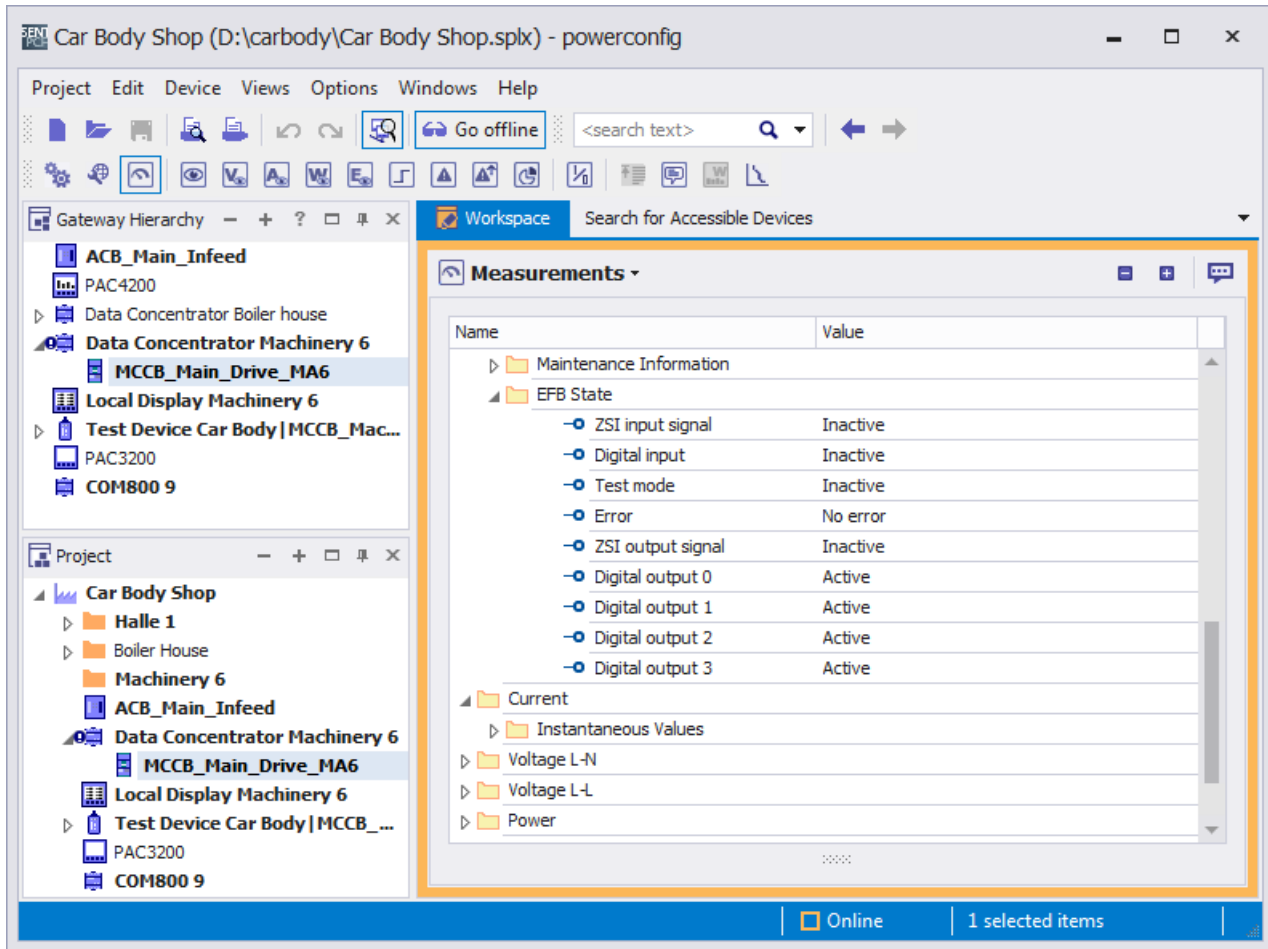 Car Body Shop (D:\carbody\Car Body Shop.splx) - powerconfig
Project Edit Device Views Options Windows Help
Go offline <search text>
Gateway Hierarchy
ACB_Main_Infeed
PAC4200
Data Concentrator Boiler house
Data Concentrator Machinery 6
MCCB_Main_Drive_MA6
Local Display Machinery 6
Test Device Car Body|MCCB_Mac...
PAC3200
COM800 9
Project
Car Body Shop
Halle 1
Boiler House
Machinery 6
ACB_Main_Infeed
Data Concentrator Machinery 6
MCCB_Main_Drive_MA6
Local Display Machinery 6
Test Device Car Body|MCCB_...
PAC3200
COM800 9
Workspace Search for Accessible Devices
Measurements
Name Value
Maintenance Information
EFB State
ZSI input signal Inactive
Digital input Inactive
Test mode Inactive
Error No error
ZSI output signal Inactive
Digital output 0 Active
Digital output 1 Active
Digital output 2 Active
Digital output 3 Active
Current
Instantaneous Values
Voltage L-N
Voltage L-L
Power
Online 1 selected items